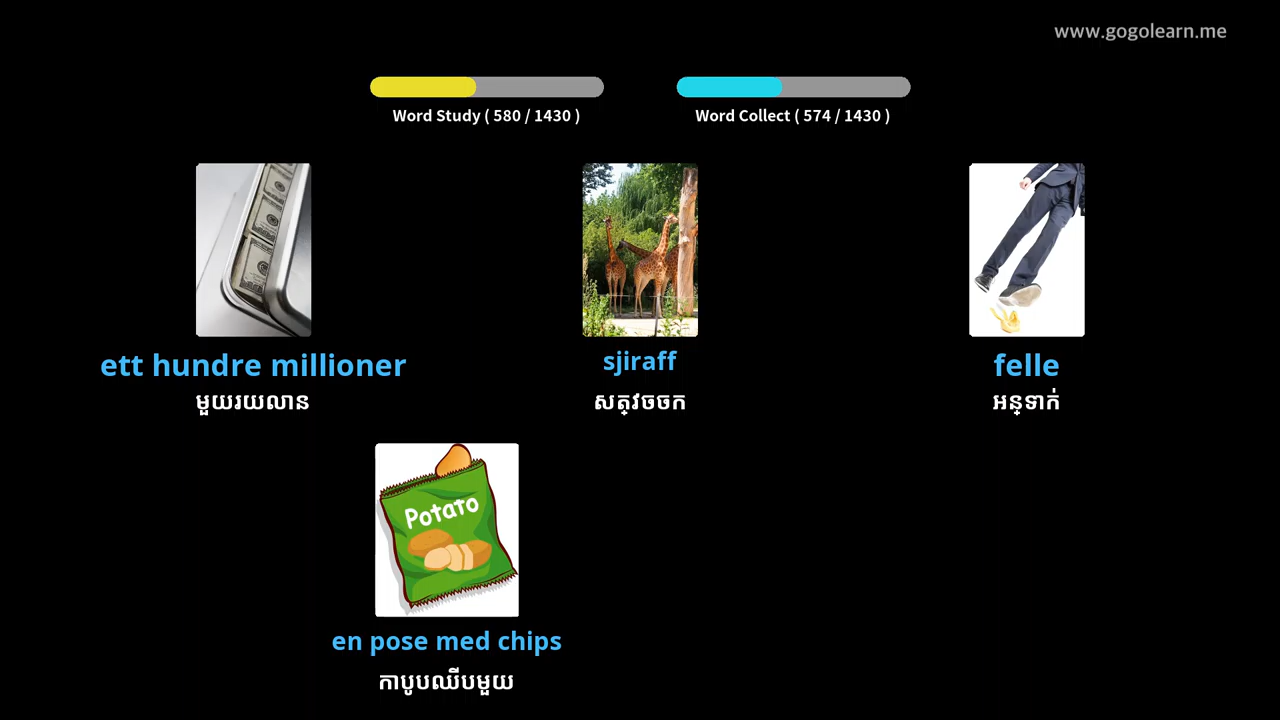 www.gogolearn.me
Word Study ( 580 / 1430 )
Word Collect ( 574 / 1430 )
ett hundre millioner
sjiraff
felle
មួយរយលាន
សត្វចចក
អន្ទាក់
Potato
en pose med chips
កាបូបឈីបមួយ